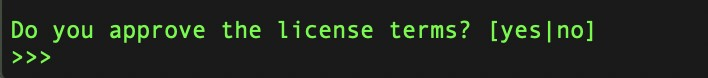 Do you approve the license terms? [yes|no]
>>>